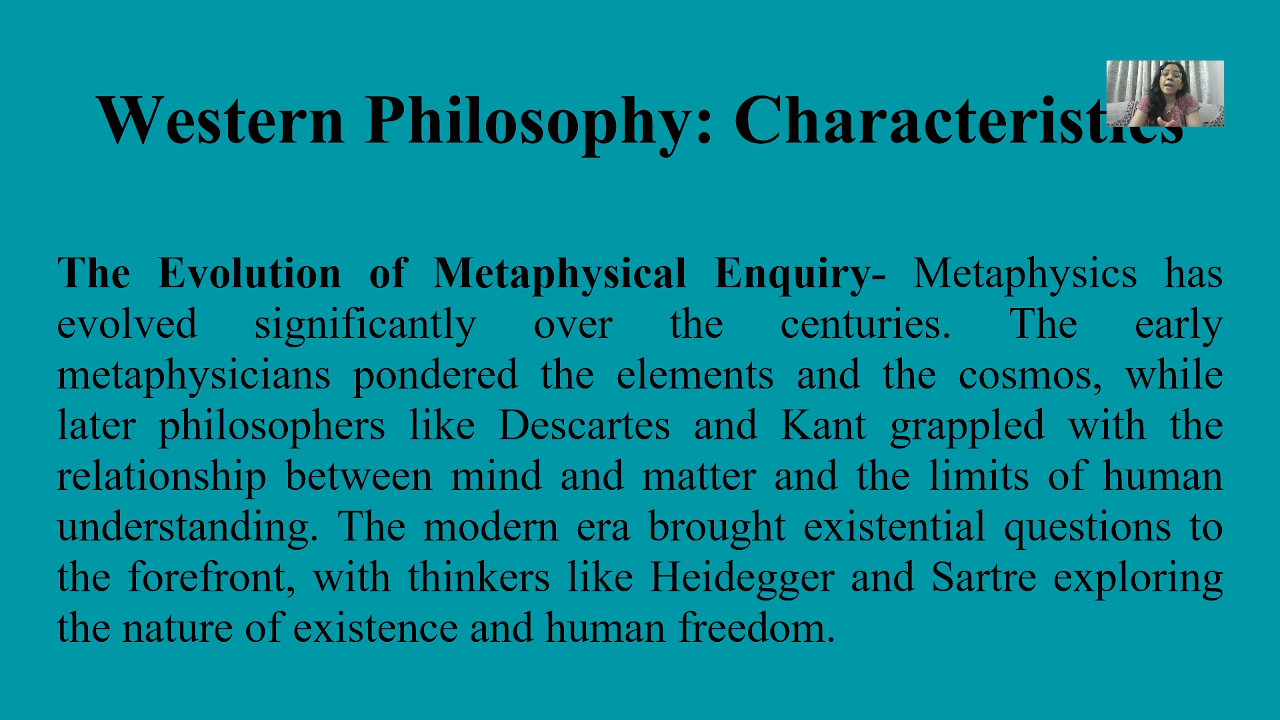 Western Philosophy: Characteristics
The Evolution of Metaphysical Enquiry- Metaphysics has
evolved significantly over the centuries. The early
metaphysicians pondered the elements and the cosmos, while
later philosophers like Descartes and Kant grappled with the
relationship between mind and matter and the limits of human
understanding. The modern era brought existential questions to
the forefront, with thinkers like Heidegger and Sartre exploring
the nature of existence and human freedom.